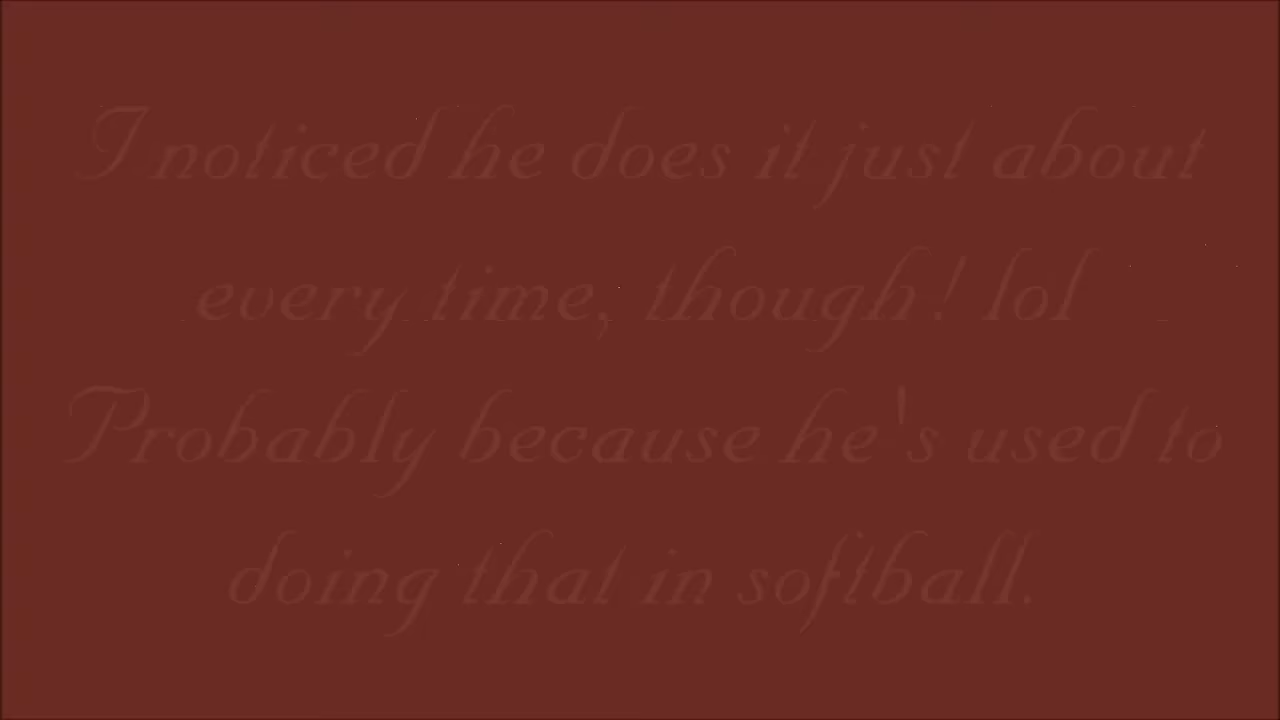 I noticed he does it just about
every time, though! lol
Probably because he's used to
doing that in softball.